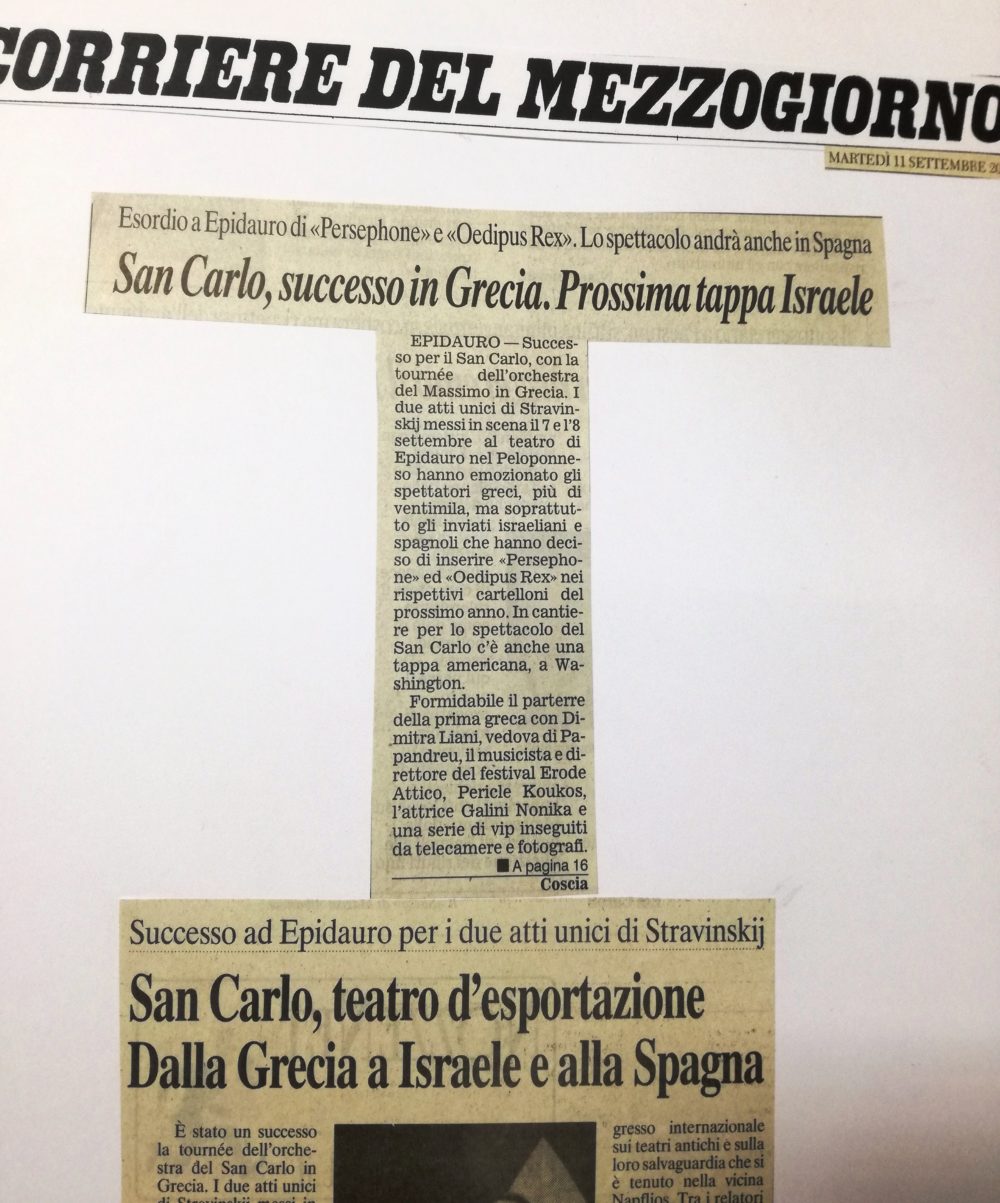 CORRIERE DEL MEZZOGIORNO
MARTEDÌ 11 SETTEMBRE
Esordio a Epidauro di «Persephone» e «Oedipus Rex». Lo spettacolo andrà anche in Spagna
San Carlo, successo in Grecia. Prossima tappa Israele
EPIDAURO — Succes-
so per il San Carlo, con la
tournée dell'orchestra
del Massimo in Grecia. I
due atti unici di Stravin-
skij messi in scena il 7 e l'8
settembre al teatro di
Epidauro nel Peloponne-
so hanno emozionato gli
spettatori greci, più di
ventimila, ma soprattut-
to gli inviati israeliani e
spagnoli che hanno deci-
so di inserire «Persepho-
ne» ed «Oedipus Rex» nei
rispettivi cartelloni del
prossimo anno. In cantie-
re per lo spettacolo del
San Carlo c'è anche una
tappa americana, a Wa-
shington.
Formidabile il parterre
della prima greca con Di-
mitra Liani, vedova di Pa-
pandreu, il musicista e di-
rettore del festival Erode
Attico, Pericle Koukos,
l'attrice Galini Nonika e
una serie di vip inseguiti
da telecamere e fotografi.
■ A pagina 16
Coscia
Successo ad Epidauro per i due atti unici di Stravinskij
San Carlo, teatro d'esportazione
Dalla Grecia a Israele e alla Spagna
È stato un successo
la tournée dell'orche-
stra del San Carlo in
Grecia. I due atti unici
di Stravinskij messi in
gresso internazionale
sui teatri antichi e sulla
loro salvaguardia che si
è tenuto nella vicina
Nanflios. Tra i relatori